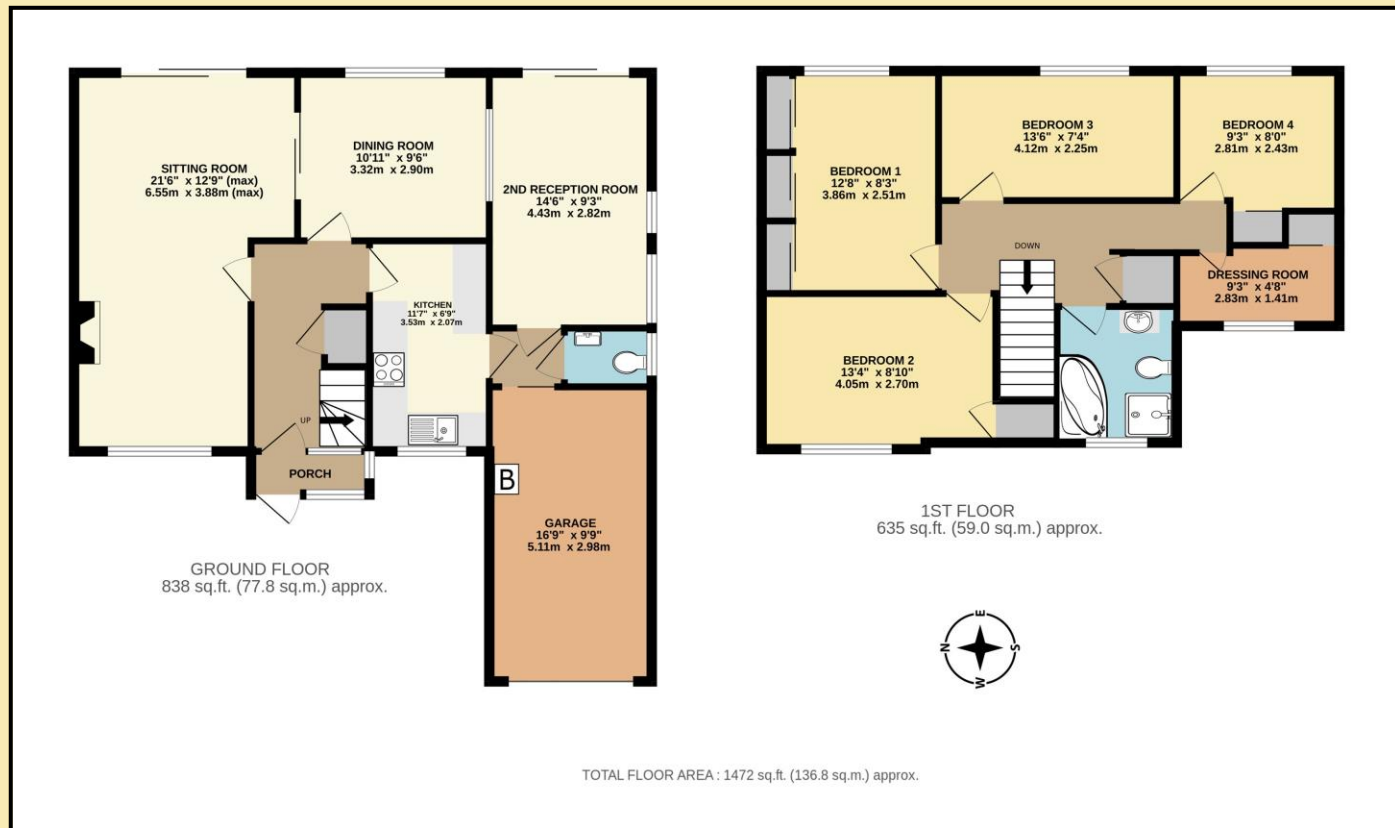 SITTING ROOM
21'6" x 12'9" (max)
6.55m x 3.88m (max)
DINING ROOM
10'11" x 9'6"
3.32m x 2.90m
2ND RECEPTION ROOM
14'6" x 9'3"
4.43m x 2.82m
KITCHEN
11'7" x 6'9"
3.53m x 2.07m
UP
PORCH
B
GARAGE
16'9" x 9'9"
5.11m x 2.98m
GROUND FLOOR
838 sq.ft. (77.8 sq.m.) approx.
BEDROOM 1
12'8" x 8'3"
3.86m x 2.51m
BEDROOM 3
13'6" x 7'4"
4.12m x 2.25m
BEDROOM 4
9'3" x 8'0"
2.81m x 2.43m
DOWN
DRESSING ROOM
9'3" x 4'8"
2.83m x 1.41m
BEDROOM 2
13'4" x 8'10"
4.05m x 2.70m
1ST FLOOR
635 sq.ft. (59.0 sq.m.) approx.
E
N
S
W
TOTAL FLOOR AREA : 1472 sq.ft. (136.8 sq.m.) approx.